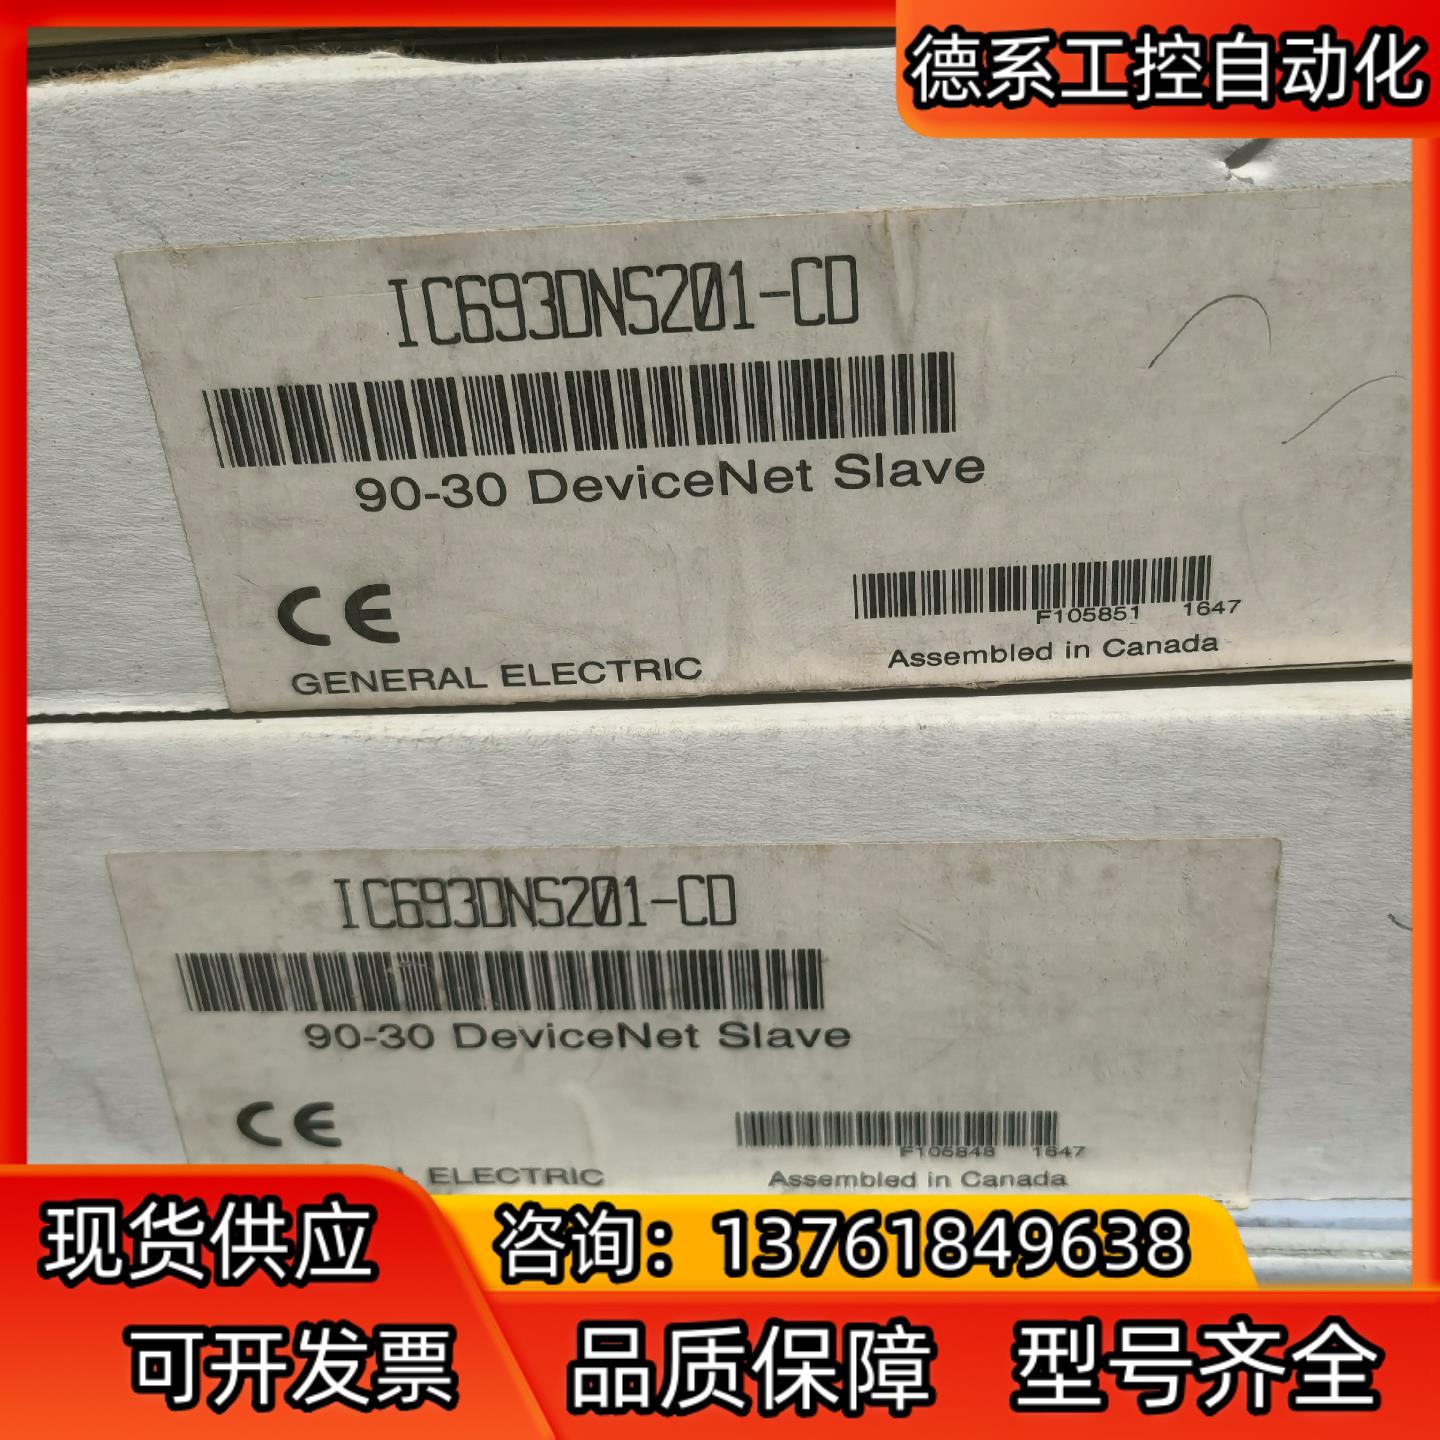 德系工控自动化
IC693DNS201-CD
90-30 DeviceNet Slave
CE
F105851 1647
Assembled in Canada
GENERAL ELECTRIC
IC693DNS201-CD
90-30 DeviceNet Slave
CE
F105848 1647
ELECTRIC
Assembled in Canada
现货供应
咨询：13761849638
可开发票
品质保障
型号齐全